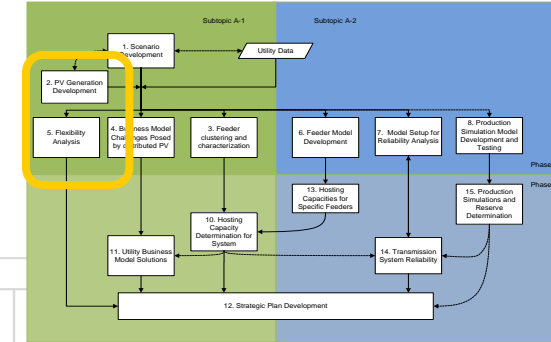 Subtopic A-1
Subtopic A-2
1. Scenario
Development
Utility Data
2. PV Generation
Development
5. Flexibility
Analysis
4. Business Model
Challenges Posed
by distributed PV
3. Feeder
clustering and
characterization
6. Feeder Model
Development
7. Model Setup for
Reliability Analysis
8. Production
Simulation Model
Development and
Testing
Phase
Phase
13. Hosting
Capacities for
Specific Feeders
15. Production
Simulations and
Reserve
Determination
10. Hosting
Capacity
Determination for
System
11. Utility Business
Model Solutions
14. Transmission
System Reliability
12. Strategic Plan Development